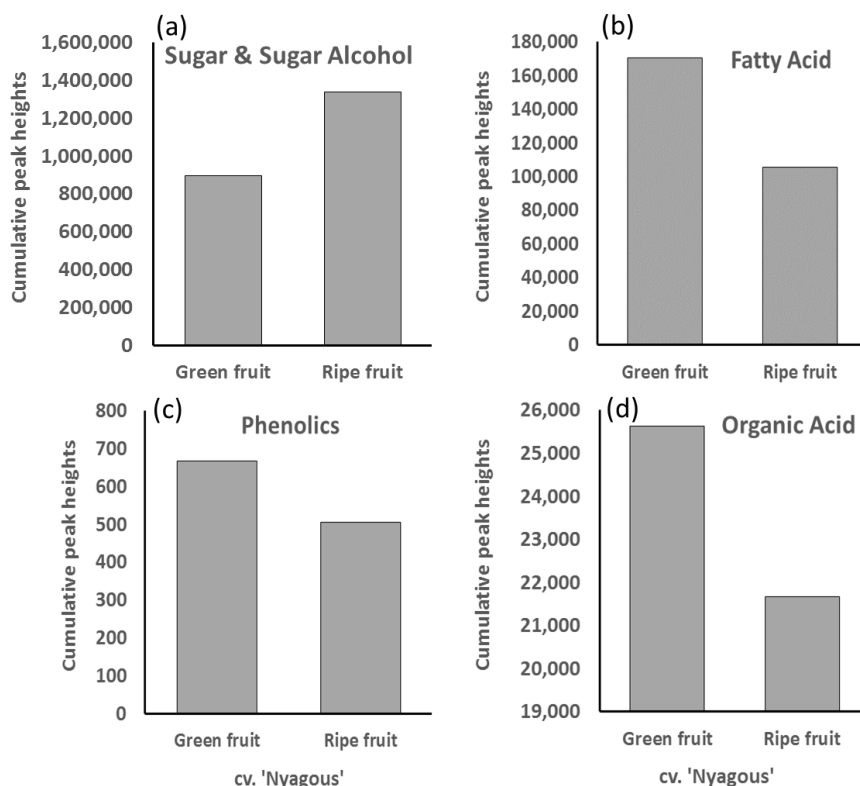 (a)
Sugar & Sugar Alcohol
Cumulative peak heights
1,600,000
1,400,000
1,200,000
1,000,000
800,000
600,000
400,000
200,000
0
Green fruit Ripe fruit
(b)
Fatty Acid
Cumulative peak heights
180,000
160,000
140,000
120,000
100,000
80,000
60,000
40,000
20,000
0
Green fruit Ripe fruit
(c)
Phenolics
Cumulative peak heights
800
700
600
500
400
300
200
100
0
Green fruit Ripe fruit
cv. 'Nyagous'
(d)
Organic Acid
Cumulative peak heights
26,000
25,000
24,000
23,000
22,000
21,000
20,000
19,000
Green fruit Ripe fruit
cv. 'Nyagous'